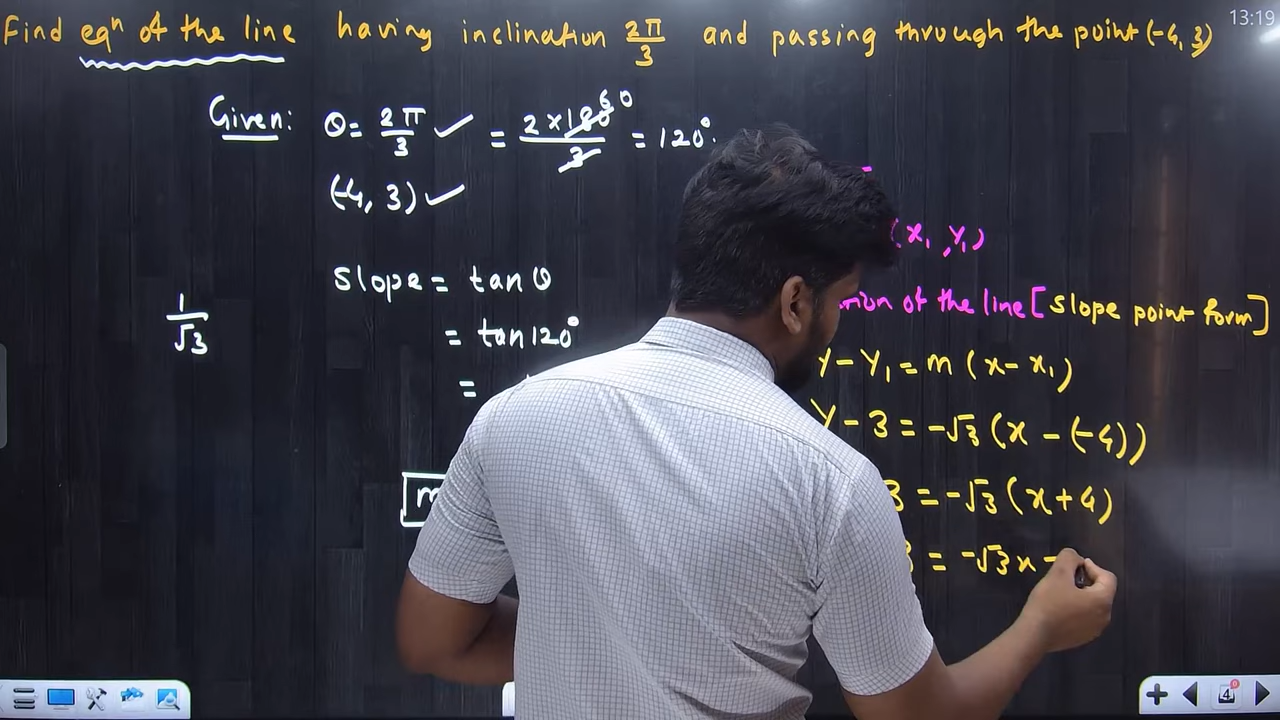 Find eqⁿ of the line having inclination 2π/3 and passing through the point (-4, 3)
13:19
Given: θ = 2π/3 ✓ = 2×180/3 60 = 120°.
(-4, 3) ✓
(x₁, y₁)
slope = tan θ
of the line [slope point form]
1/√3
= tan 120°
y - y₁ = m (x - x₁)
=
y - 3 = -√3 (x - (-4))
m
3 = -√3 (x + 4)
3 = -√3x -
4